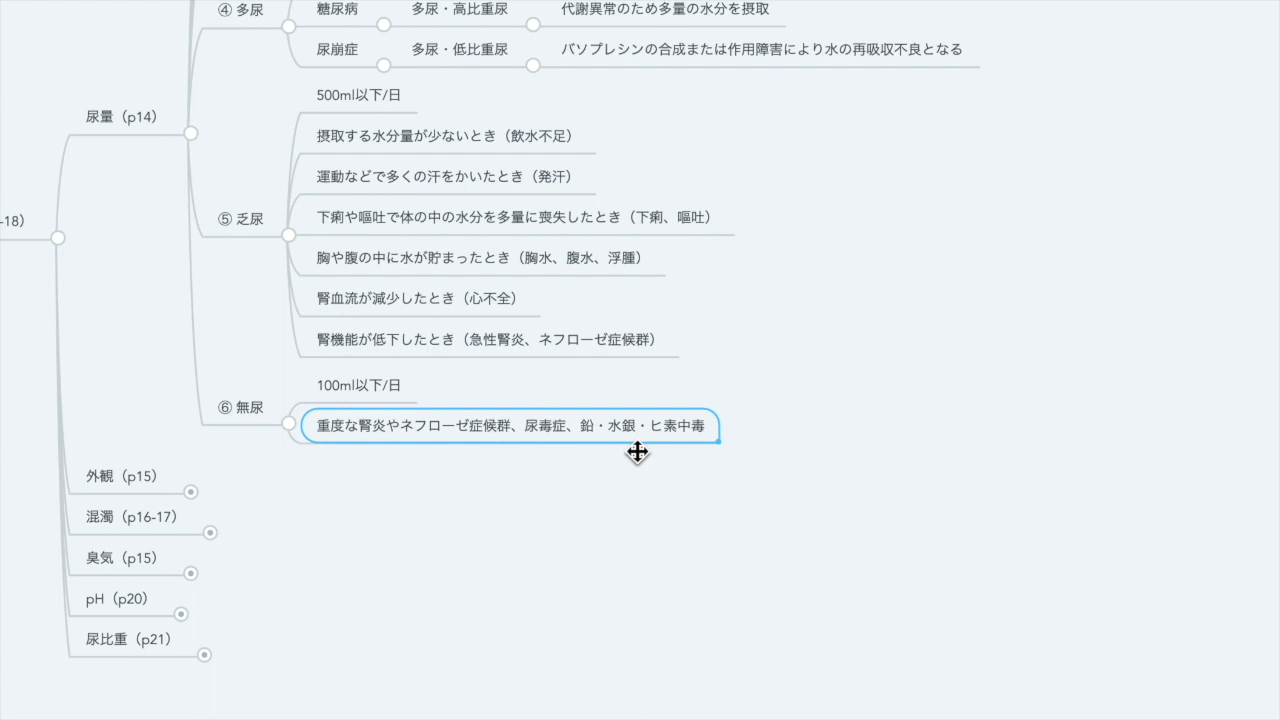 ④ 多尿
糖尿病
多尿・高比重尿
代謝異常のため多量の水分を摂取
尿崩症
多尿・低比重尿
バソプレシンの合成または作用障害により水の再吸収不良となる
尿量（p14）
500ml以下/日
摂取する水分量が少ないとき（飲水不足）
運動などで多くの汗をかいたとき（発汗）
-18）
⑤ 乏尿
下痢や嘔吐で体の中の水分を多量に喪失したとき（下痢、嘔吐）
胸や腹の中に水が貯まったとき（胸水、腹水、浮腫）
腎血流が減少したとき（心不全）
腎機能が低下したとき（急性腎炎、ネフローゼ症候群）
⑥ 無尿
100ml以下/日
重度な腎炎やネフローゼ症候群、尿毒症、鉛・水銀・ヒ素中毒
外観（p15）
混濁（p16-17）
臭気（p15）
pH（p20）
尿比重（p21）